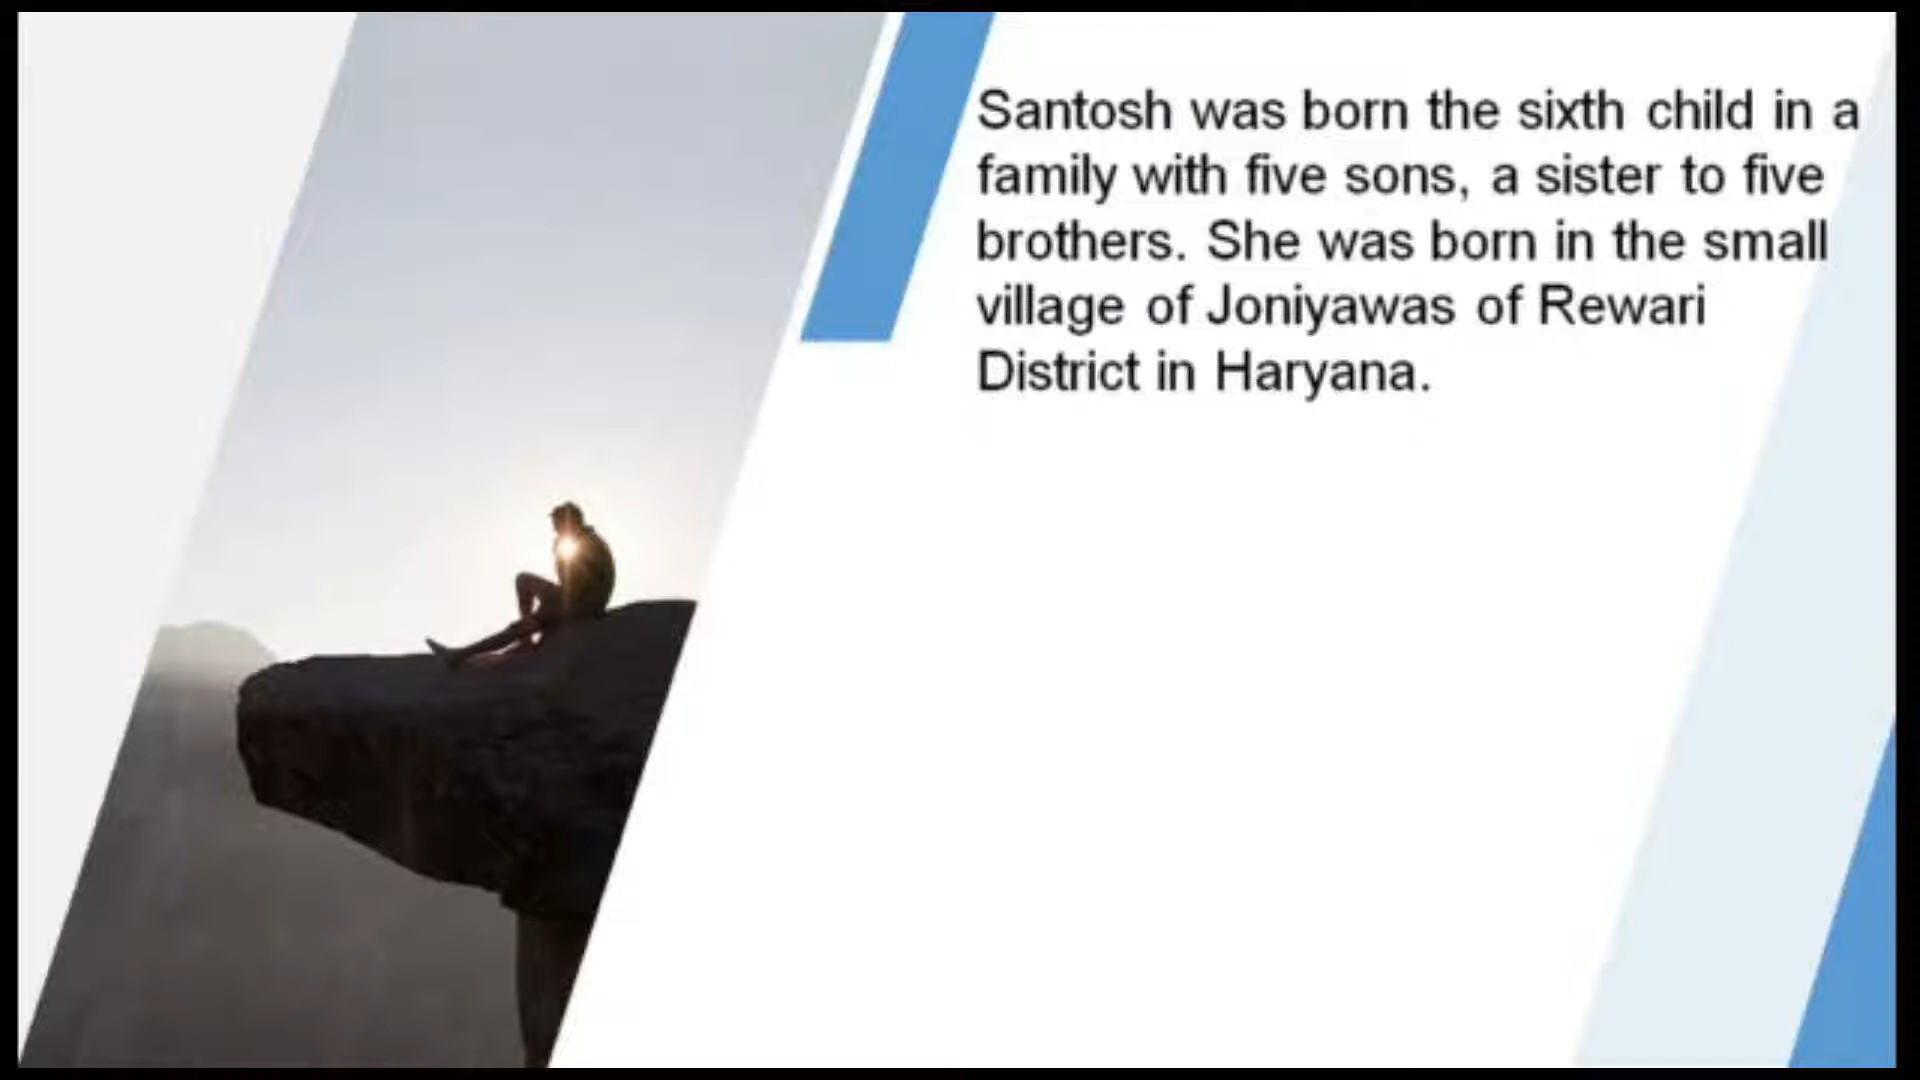 Santosh was born the sixth child in a
family with five sons, a sister to five
brothers. She was born in the small
village of Joniyawas of Rewari
District in Haryana.